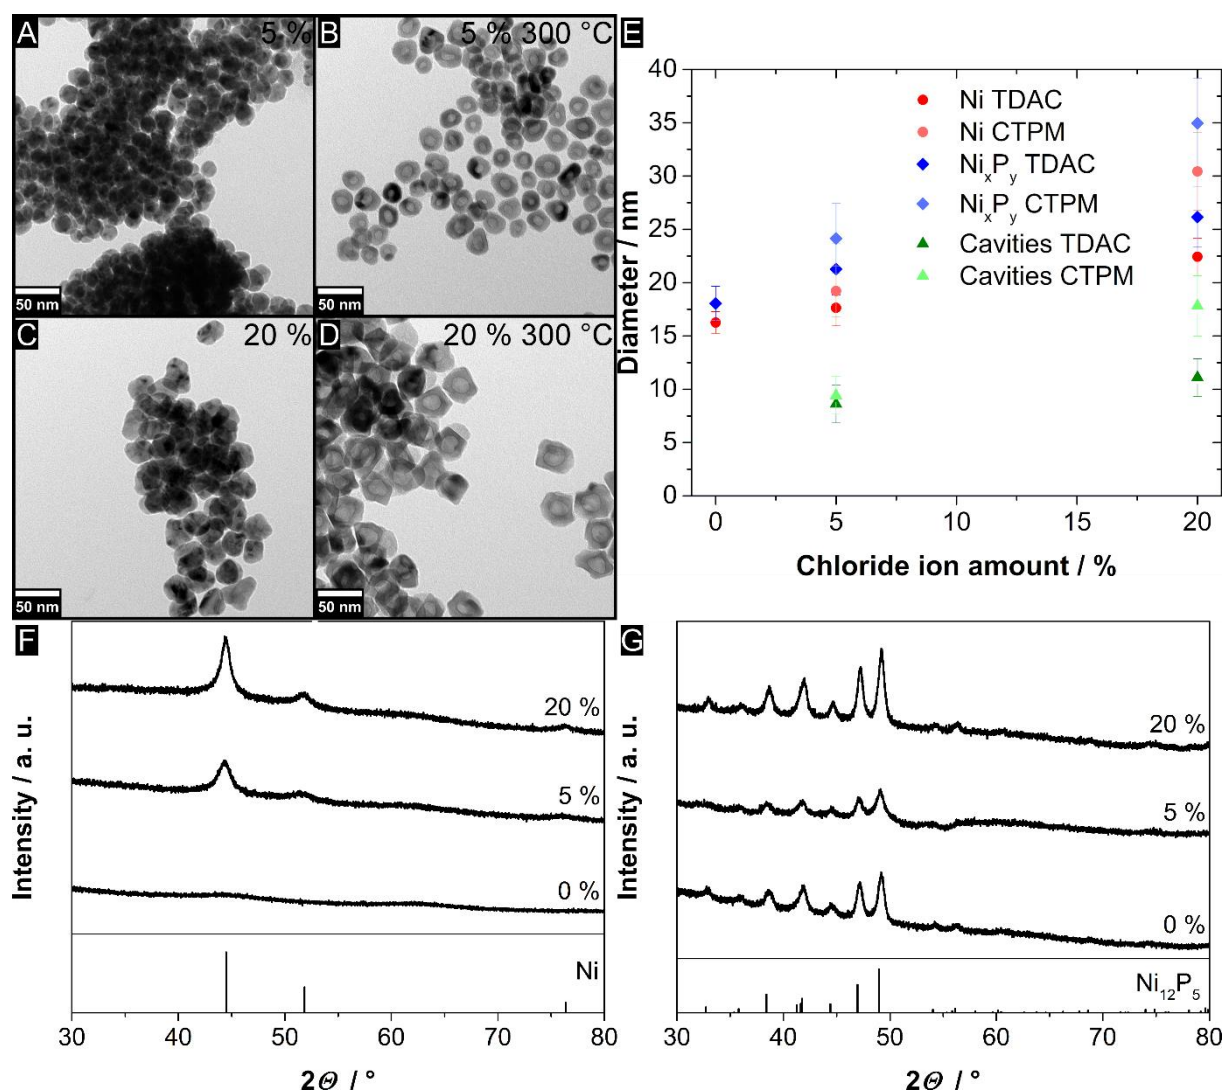 A
5 %
50 nm
B
5 % 300 °C
50 nm
C
20 %
50 nm
D
20 % 300 °C
50 nm
E
40
35
30
25
20
15
10
5
0
Diameter / nm
Ni TDAC
Ni CTPM
NiₓPᵧ TDAC
NiₓPᵧ CTPM
Cavities TDAC
Cavities CTPM
0 5 10 15 20
Chloride ion amount / %
F
Intensity / a. u.
20 %
5 %
0 %
Ni
30 40 50 60 70 80
2Θ / °
G
Intensity / a. u.
20 %
5 %
0 %
Ni₁₂P₅
30 40 50 60 70 80
2Θ / °